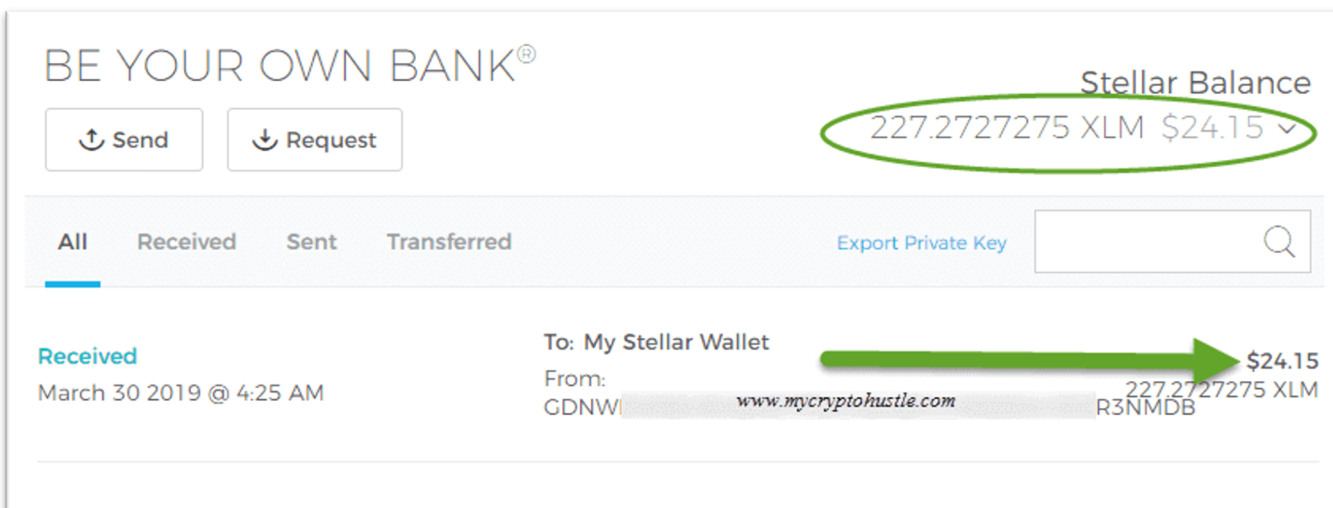 BE YOUR OWN BANK®
Stellar Balance
Send
Request
227.2727275 XLM $24.15
All
Received
Sent
Transferred
Export Private Key
Received
March 30 2019 @ 4:25 AM
To: My Stellar Wallet
From:
GDNW
www.mycryptohustle.com
R3NMDB
$24.15
227.2727275 XLM